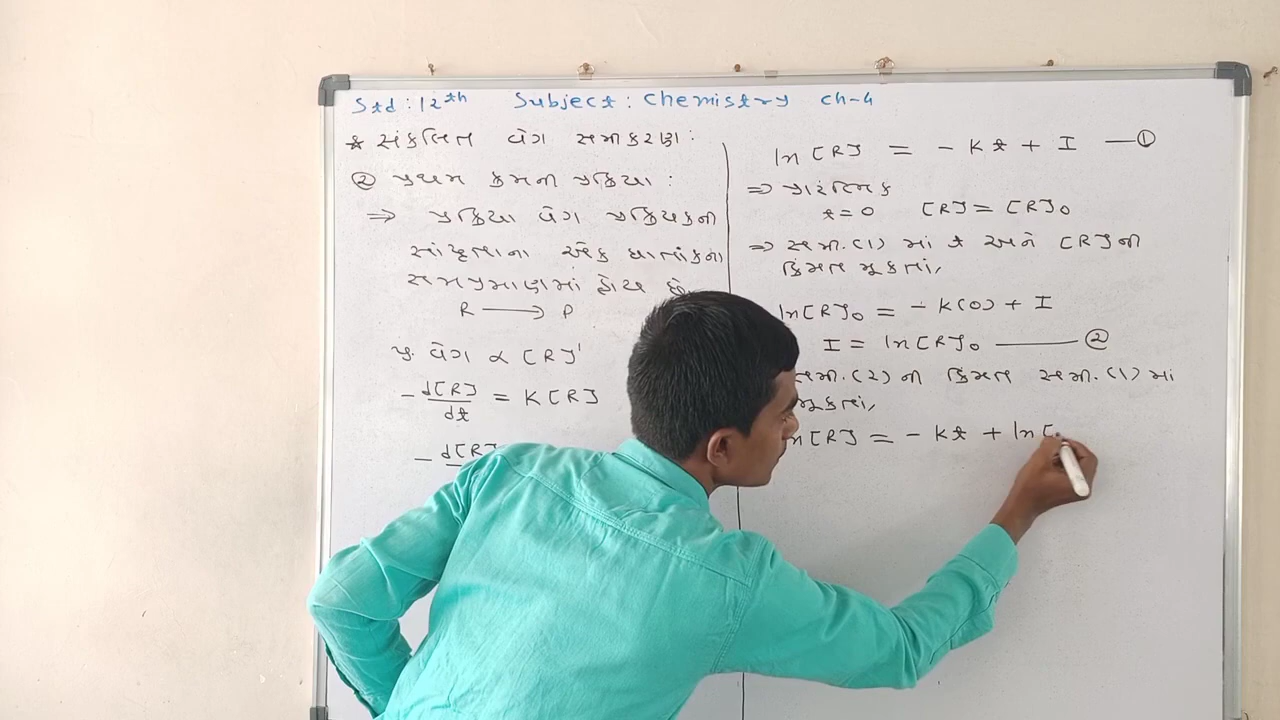 Std : 12th Subject : Chemistry Ch-4
* સંકલિત વેગ સમીકરણ :
② પ્રથમ ક્રમની પ્રક્રિયા :
⇒ પ્રક્રિયા વેગ પ્રક્રિયકની
સાંદ્રતાના એક ઘાતાંકના
સમપ્રમાણમાં હોય છે.
R ⟶ P
પ્ર. વેગ ∝ [R]¹
- d[R]/dt = K[R]
- d[R]
ln [R] = - Kt + I —①
⇒ પ્રારંભિક
t = 0 [R] = [R]₀
⇒ સમી. (1) માં t અને [R] ની
કિંમત મૂકતાં,
ln[R]₀ = - K(0) + I
I = ln[R]₀ ——②
સમી. (2) ની કિંમત સમી. (1) માં
મૂકતાં,
ln[R] = - Kt + ln[